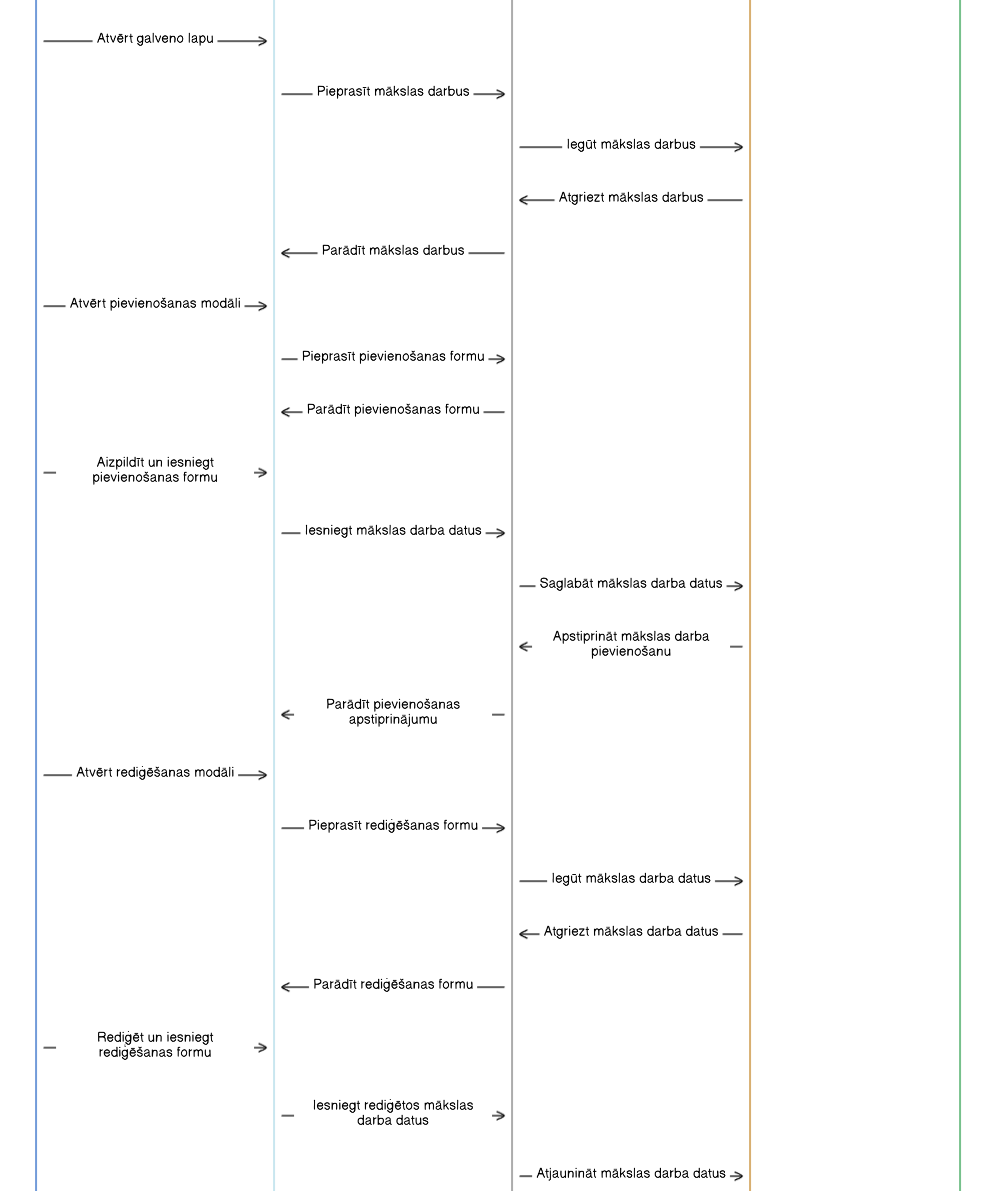 Atvērt galveno lapu
Pieprasīt mākslas darbus
Iegūt mākslas darbus
Atgriezt mākslas darbus
Parādīt mākslas darbus
Atvērt pievienošanas modāli
Pieprasīt pievienošanas formu
Parādīt pievienošanas formu
Aizpildīt un iesniegt
pievienošanas formu
Iesniegt mākslas darba datus
Saglabāt mākslas darba datus
Apstiprināt mākslas darba
pievienošanu
Parādīt pievienošanas
apstiprinājumu
Atvērt rediģēšanas modāli
Pieprasīt rediģēšanas formu
Iegūt mākslas darba datus
Atgriezt mākslas darba datus
Parādīt rediģēšanas formu
Rediģēt un iesniegt
rediģēšanas formu
Iesniegt rediģētos mākslas
darba datus
Atjaunināt mākslas darba datus